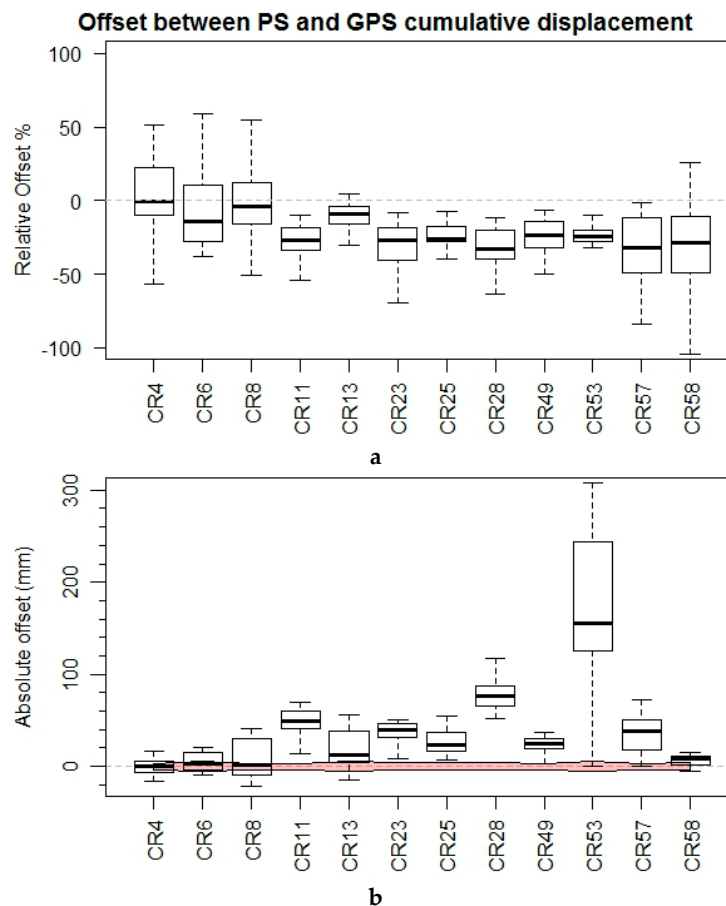 Offset between PS and GPS cumulative displacement
Relative Offset %
100
50
0
-50
-100
CR4 CR6 CR8 CR11 CR13 CR23 CR25 CR28 CR49 CR53 CR57 CR58
a
Absolute offset (mm)
300
200
100
0
CR4 CR6 CR8 CR11 CR13 CR23 CR25 CR28 CR49 CR53 CR57 CR58
b